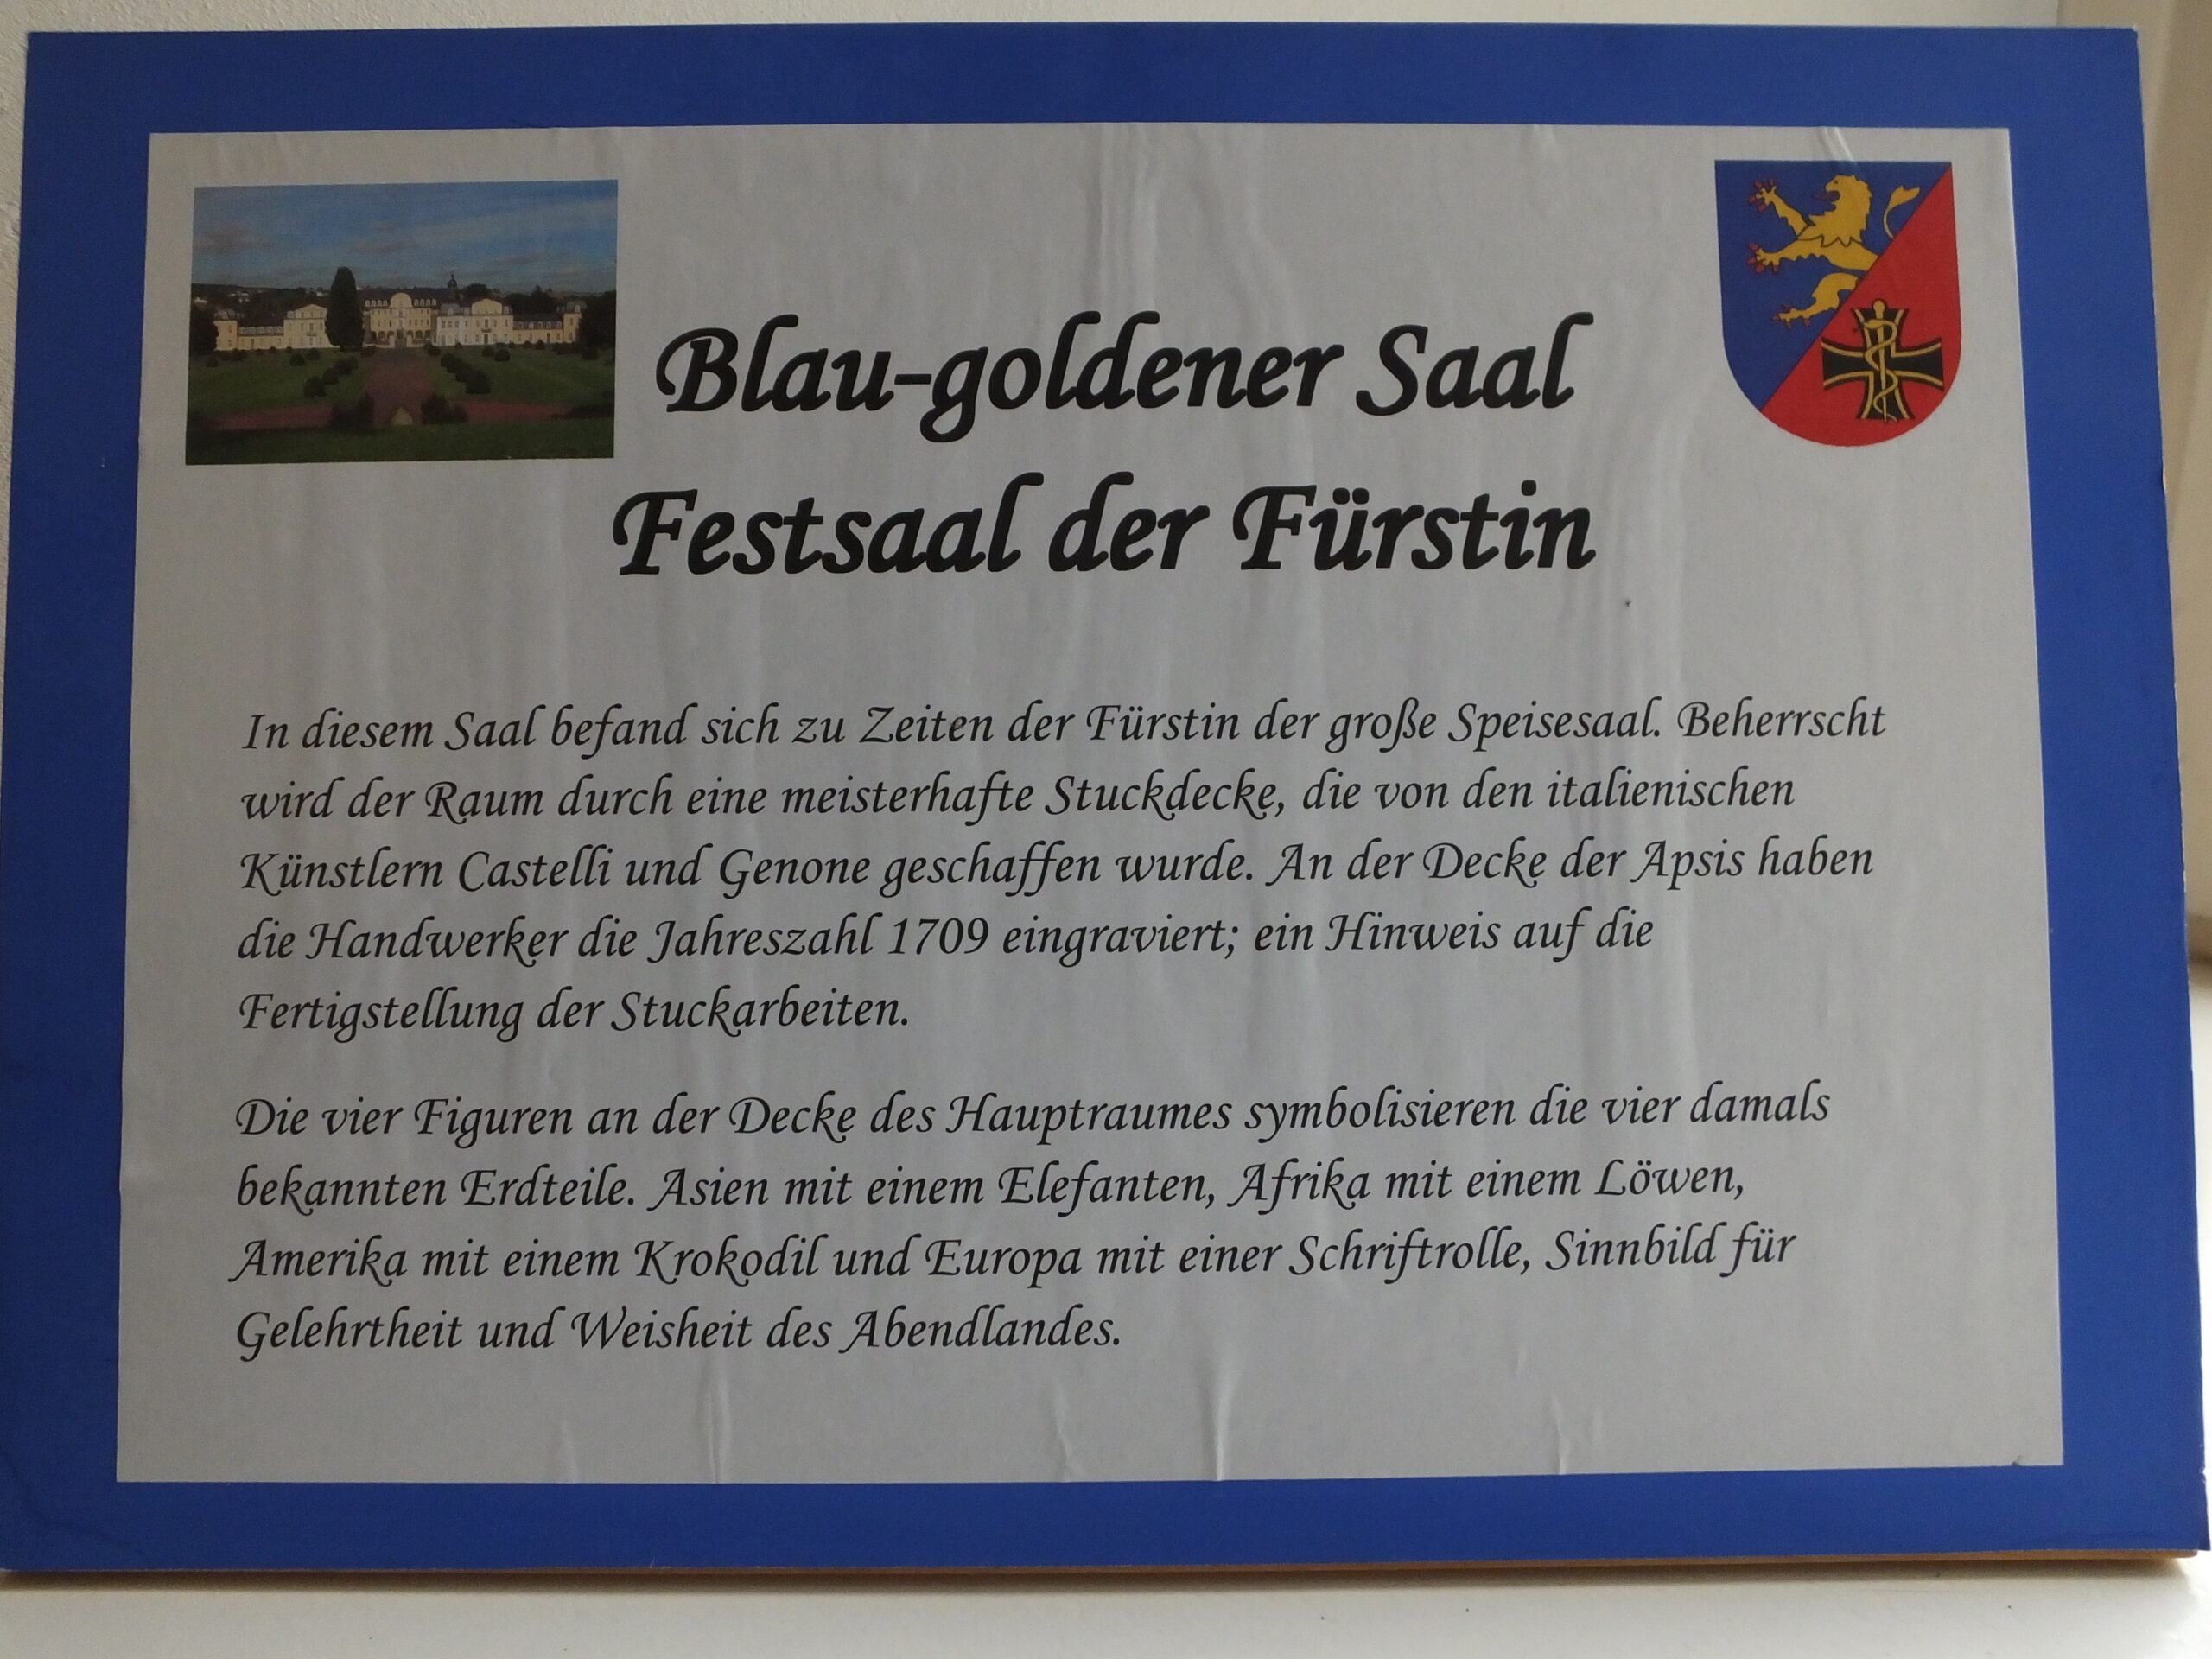 Blau-goldener Saal
Festsaal der Fürstin
In diesem Saal befand sich zu Zeiten der Fürstin der große Speisesaal. Beherrscht
wird der Raum durch eine meisterhafte Stuckdecke, die von den italienischen
Künstlern Castelli und Genone geschaffen wurde. An der Decke der Apsis haben
die Handwerker die Jahreszahl 1709 eingraviert; ein Hinweis auf die
Fertigstellung der Stuckarbeiten.
Die vier Figuren an der Decke des Hauptraumes symbolisieren die vier damals
bekannten Erdteile. Asien mit einem Elefanten, Afrika mit einem Löwen,
Amerika mit einem Krokodil und Europa mit einer Schriftrolle, Sinnbild für
Gelehrtheit und Weisheit des Abendlandes.